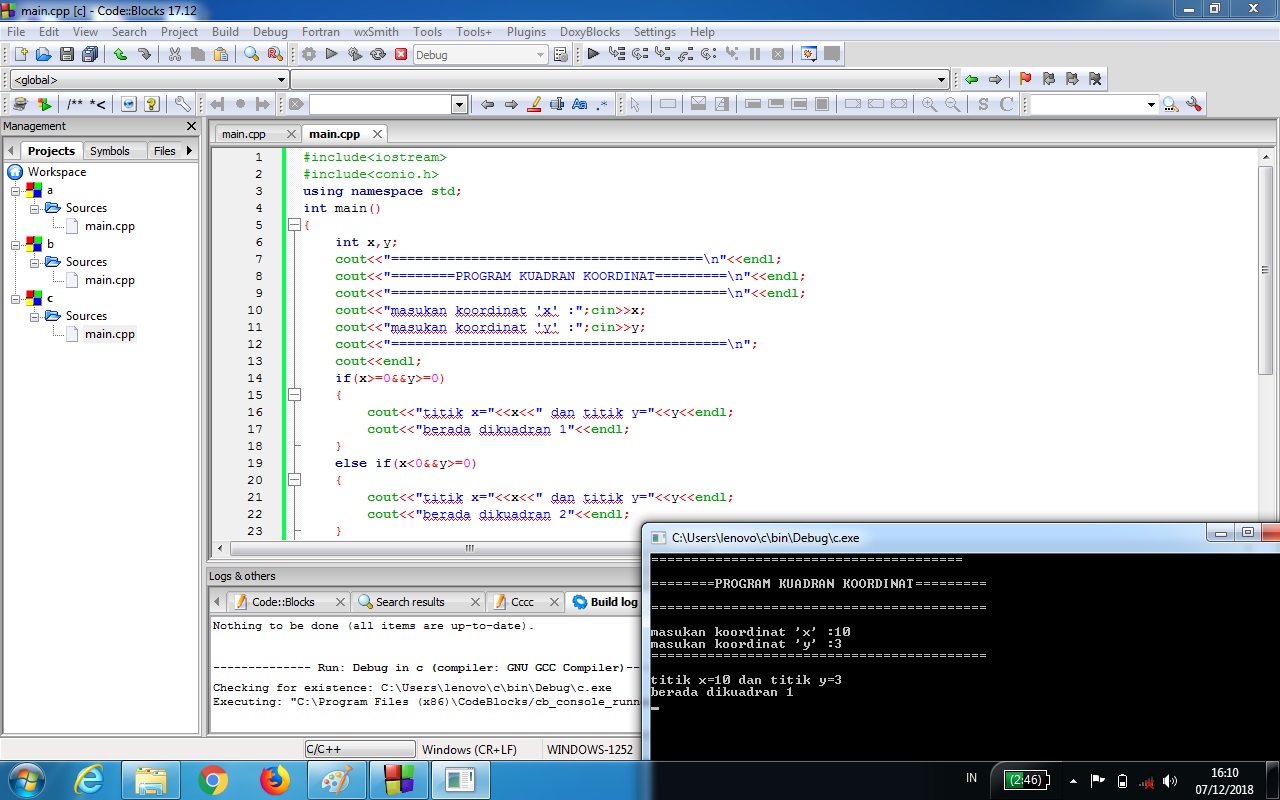 main.cpp [c] - Code::Blocks 17.12
File Edit View Search Project Build Debug Fortran wxSmith Tools Tools+ Plugins DoxyBlocks Settings Help
Debug
<global>
/** *<
Aa .*
S C
Management
Projects Symbols Files
Workspace
a
Sources
main.cpp
b
Sources
main.cpp
c
Sources
main.cpp
main.cpp main.cpp
1 #include<iostream>
2 #include<conio.h>
3 using namespace std;
4 int main()
5 {
6 int x,y;
7 cout<<"=======================================\n"<<endl;
8 cout<<"========PROGRAM KUADRAN KOORDINAT=========\n"<<endl;
9 cout<<"==========================================\n"<<endl;
10 cout<<"masukan koordinat 'x' :";cin>>x;
11 cout<<"masukan koordinat 'y' :";cin>>y;
12 cout<<"==========================================\n";
13 cout<<endl;
14 if(x>=0&&y>=0)
15 {
16 cout<<"titik x="<<x<<" dan titik y="<<y<<endl;
17 cout<<"berada dikuadran 1"<<endl;
18 }
19 else if(x<0&&y>=0)
20 {
21 cout<<"titik x="<<x<<" dan titik y="<<y<<endl;
22 cout<<"berada dikuadran 2"<<endl;
23 }
Logs & others
Code::Blocks Search results Cccc Build log
Nothing to be done (all items are up-to-date).
-------------- Run: Debug in c (compiler: GNU GCC Compiler)--
Checking for existence: C:\Users\lenovo\c\bin\Debug\c.exe
Executing: "C:\Program Files (x86)\CodeBlocks/cb_console_runn
C/C++ Windows (CR+LF) WINDOWS-1252
C:\Users\lenovo\c\bin\Debug\c.exe
=======================================
========PROGRAM KUADRAN KOORDINAT=========
==========================================
masukan koordinat 'x' :10
masukan koordinat 'y' :3
==========================================
titik x=10 dan titik y=3
berada dikuadran 1
IN (2:46) 16:10
07/12/2018